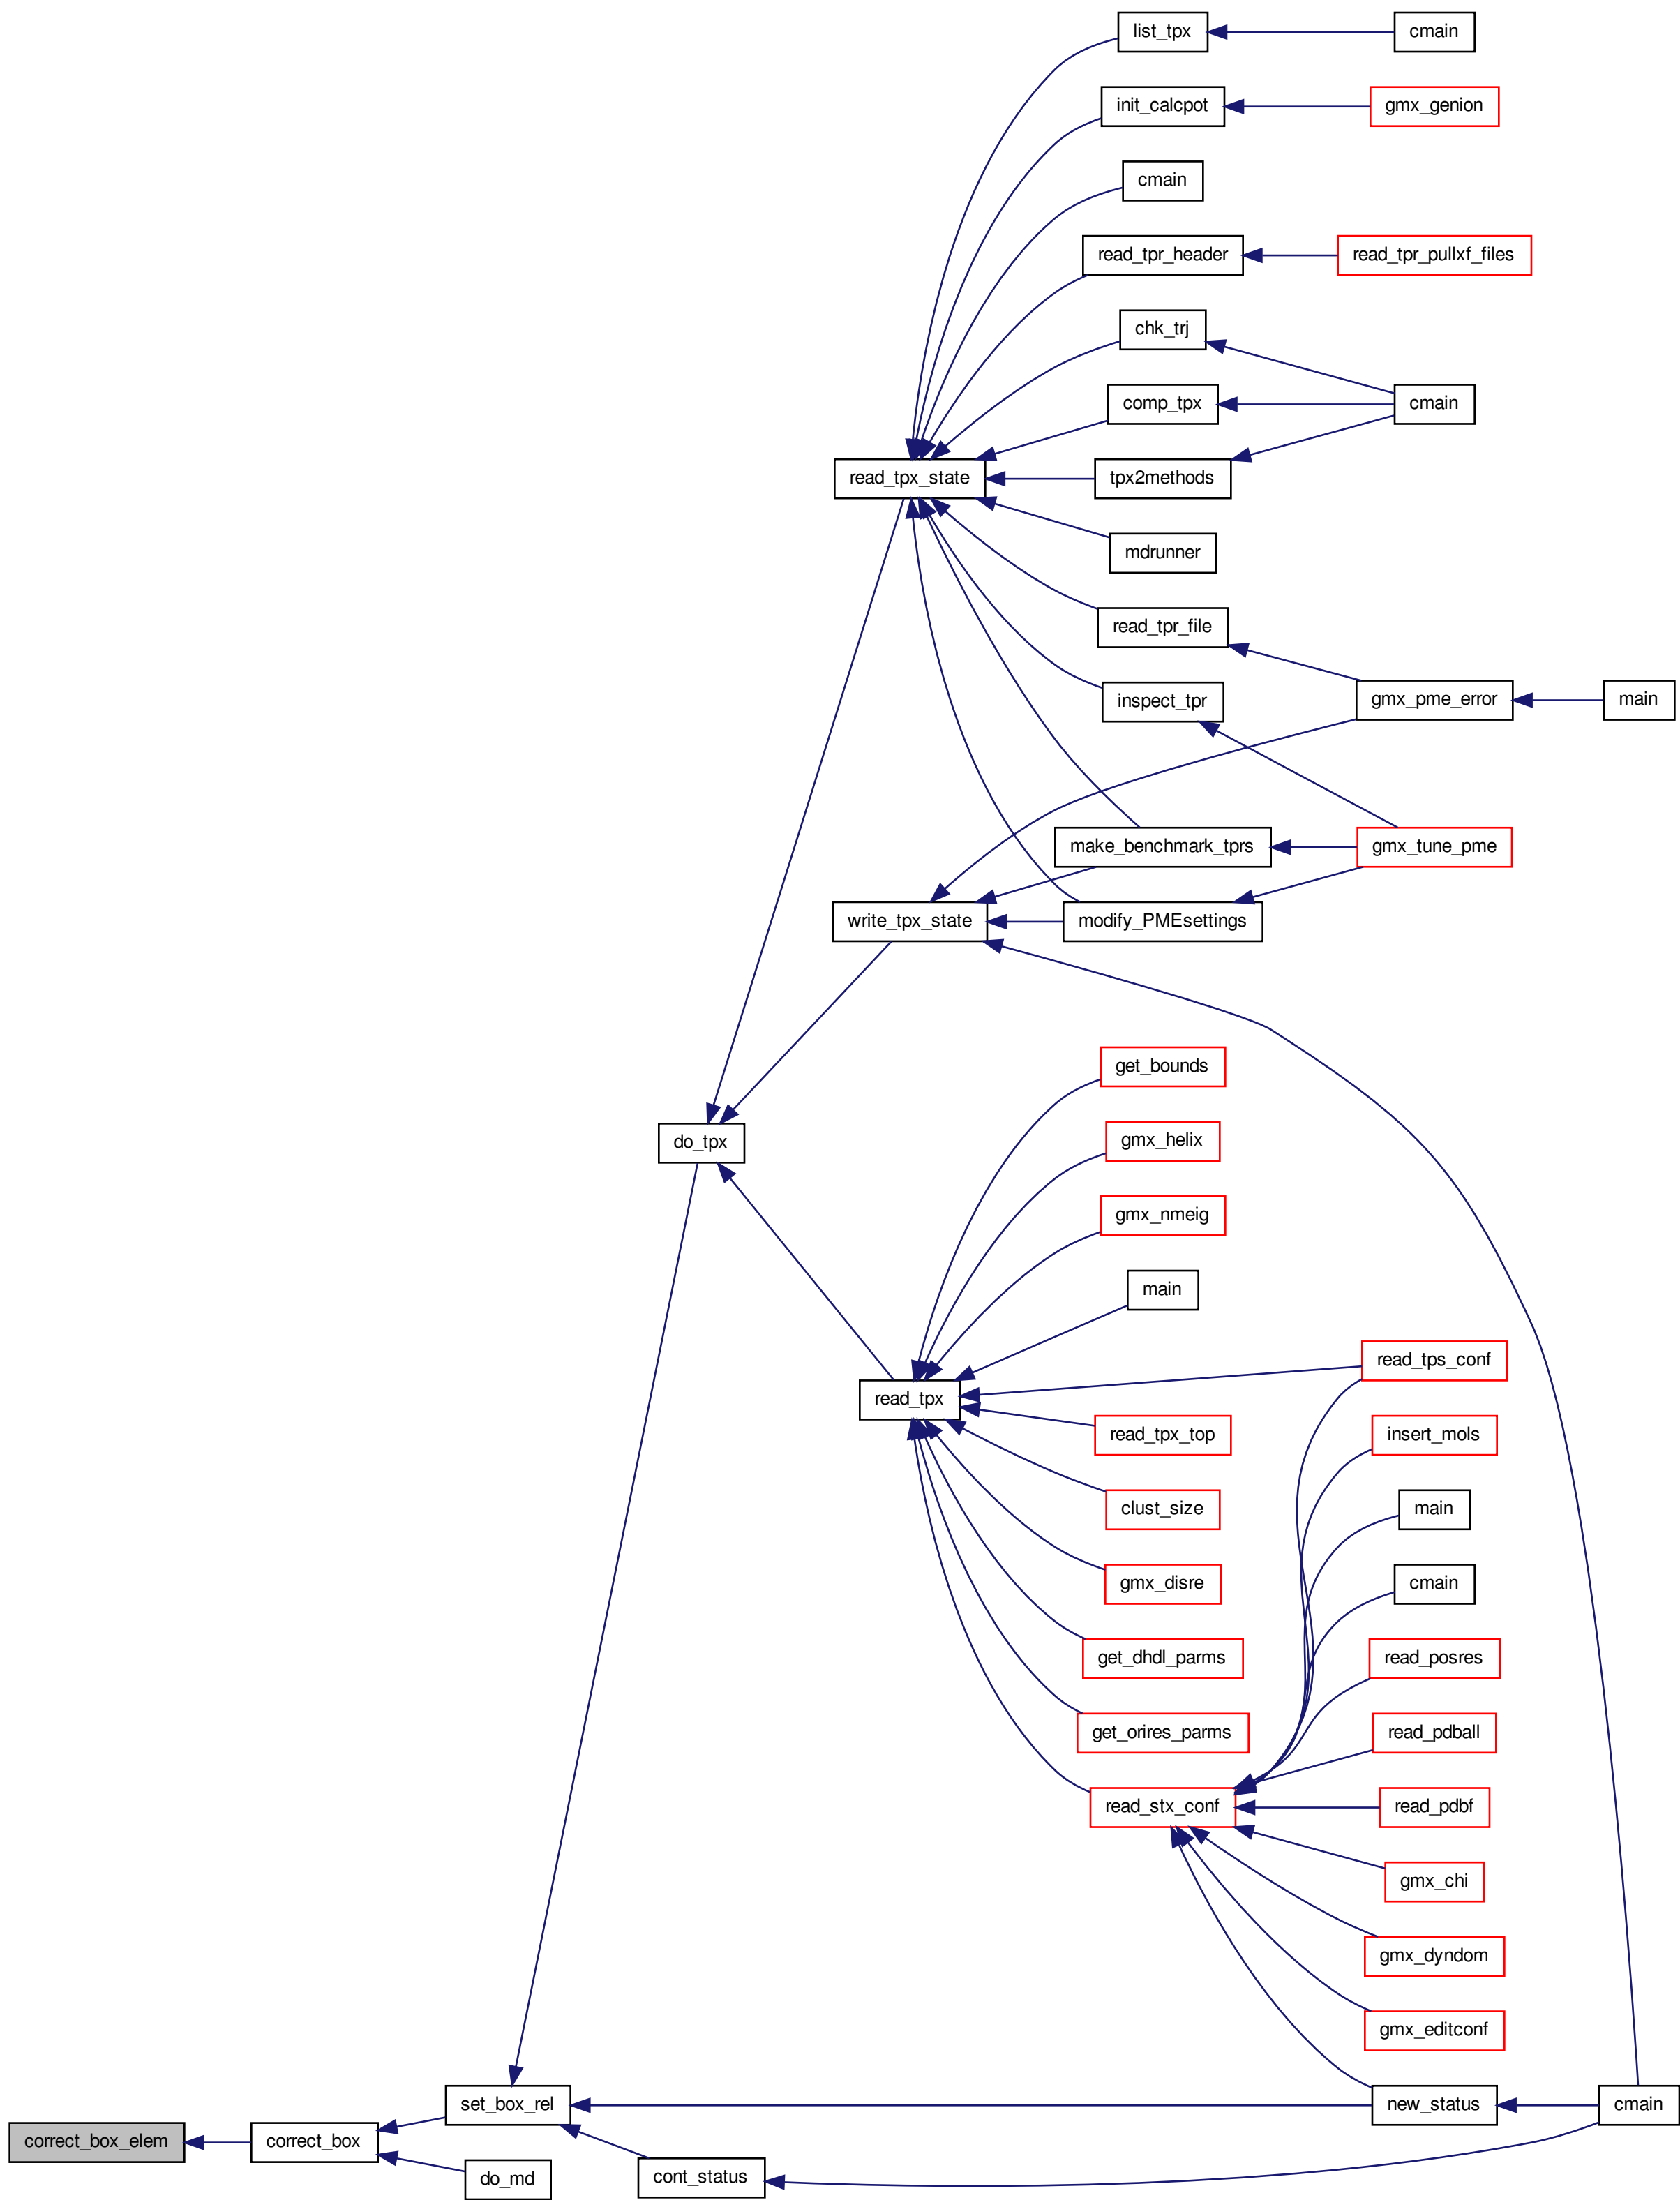 list_tpx
cmain
init_calcpot
gmx_genion
cmain
read_tpr_header
read_tpr_pullxf_files
chk_trj
comp_tpx
cmain
read_tpx_state
tpx2methods
mdrunner
read_tpr_file
inspect_tpr
gmx_pme_error
main
make_benchmark_tprs
gmx_tune_pme
write_tpx_state
modify_PMEsettings
get_bounds
do_tpx
gmx_helix
gmx_nmeig
main
read_tps_conf
read_tpx
read_tpx_top
insert_mols
clust_size
main
gmx_disre
cmain
get_dhdl_parms
read_posres
get_orires_parms
read_pdball
read_stx_conf
read_pdbf
gmx_chi
gmx_dyndom
gmx_editconf
set_box_rel
new_status
cmain
correct_box_elem
correct_box
do_md
cont_status